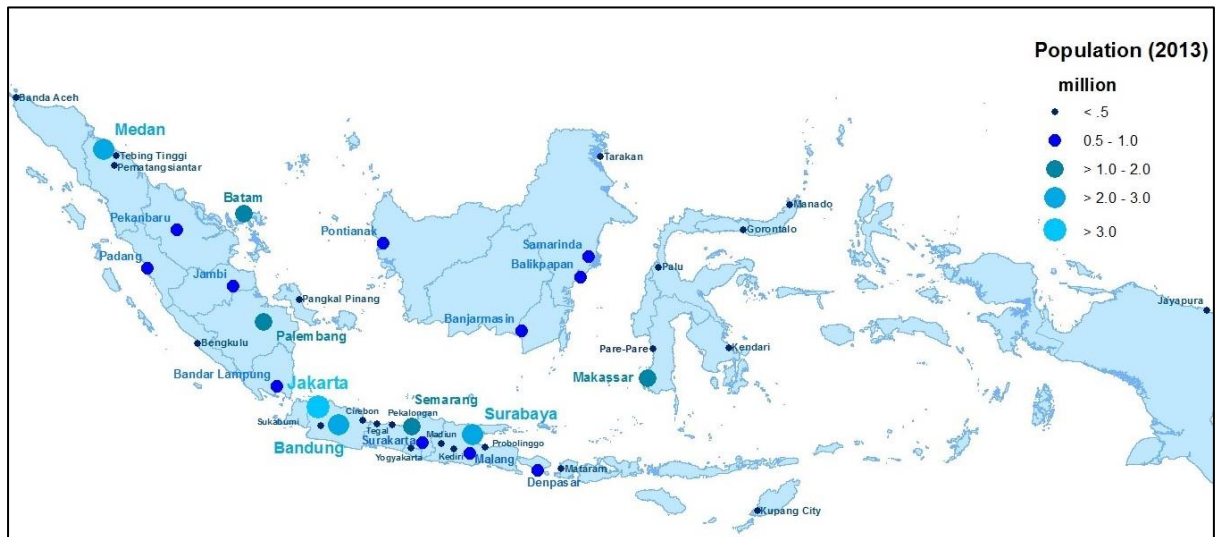 Population (2013)
million
< .5
0.5 - 1.0
> 1.0 - 2.0
> 2.0 - 3.0
> 3.0
Banda Aceh
Medan
Tebing Tinggi
Pematangsiantar
Tarakan
Batam
Manado
Pekanbaru
Pontianak
Gorontalo
Samarinda
Padang
Balikpapan
Palu
Jambi
Pangkal Pinang
Jayapura
Banjarmasin
Palembang
Bengkulu
Pare-Pare
Kendari
Bandar Lampung
Makassar
Jakarta
Semarang
Cirebon
Pekalongan
Surabaya
Sukabumi
Tegal
Surakarta
Madiun
Probolinggo
Bandung
Yogyakarta
Kediri
Malang
Mataram
Denpasar
Kupang City